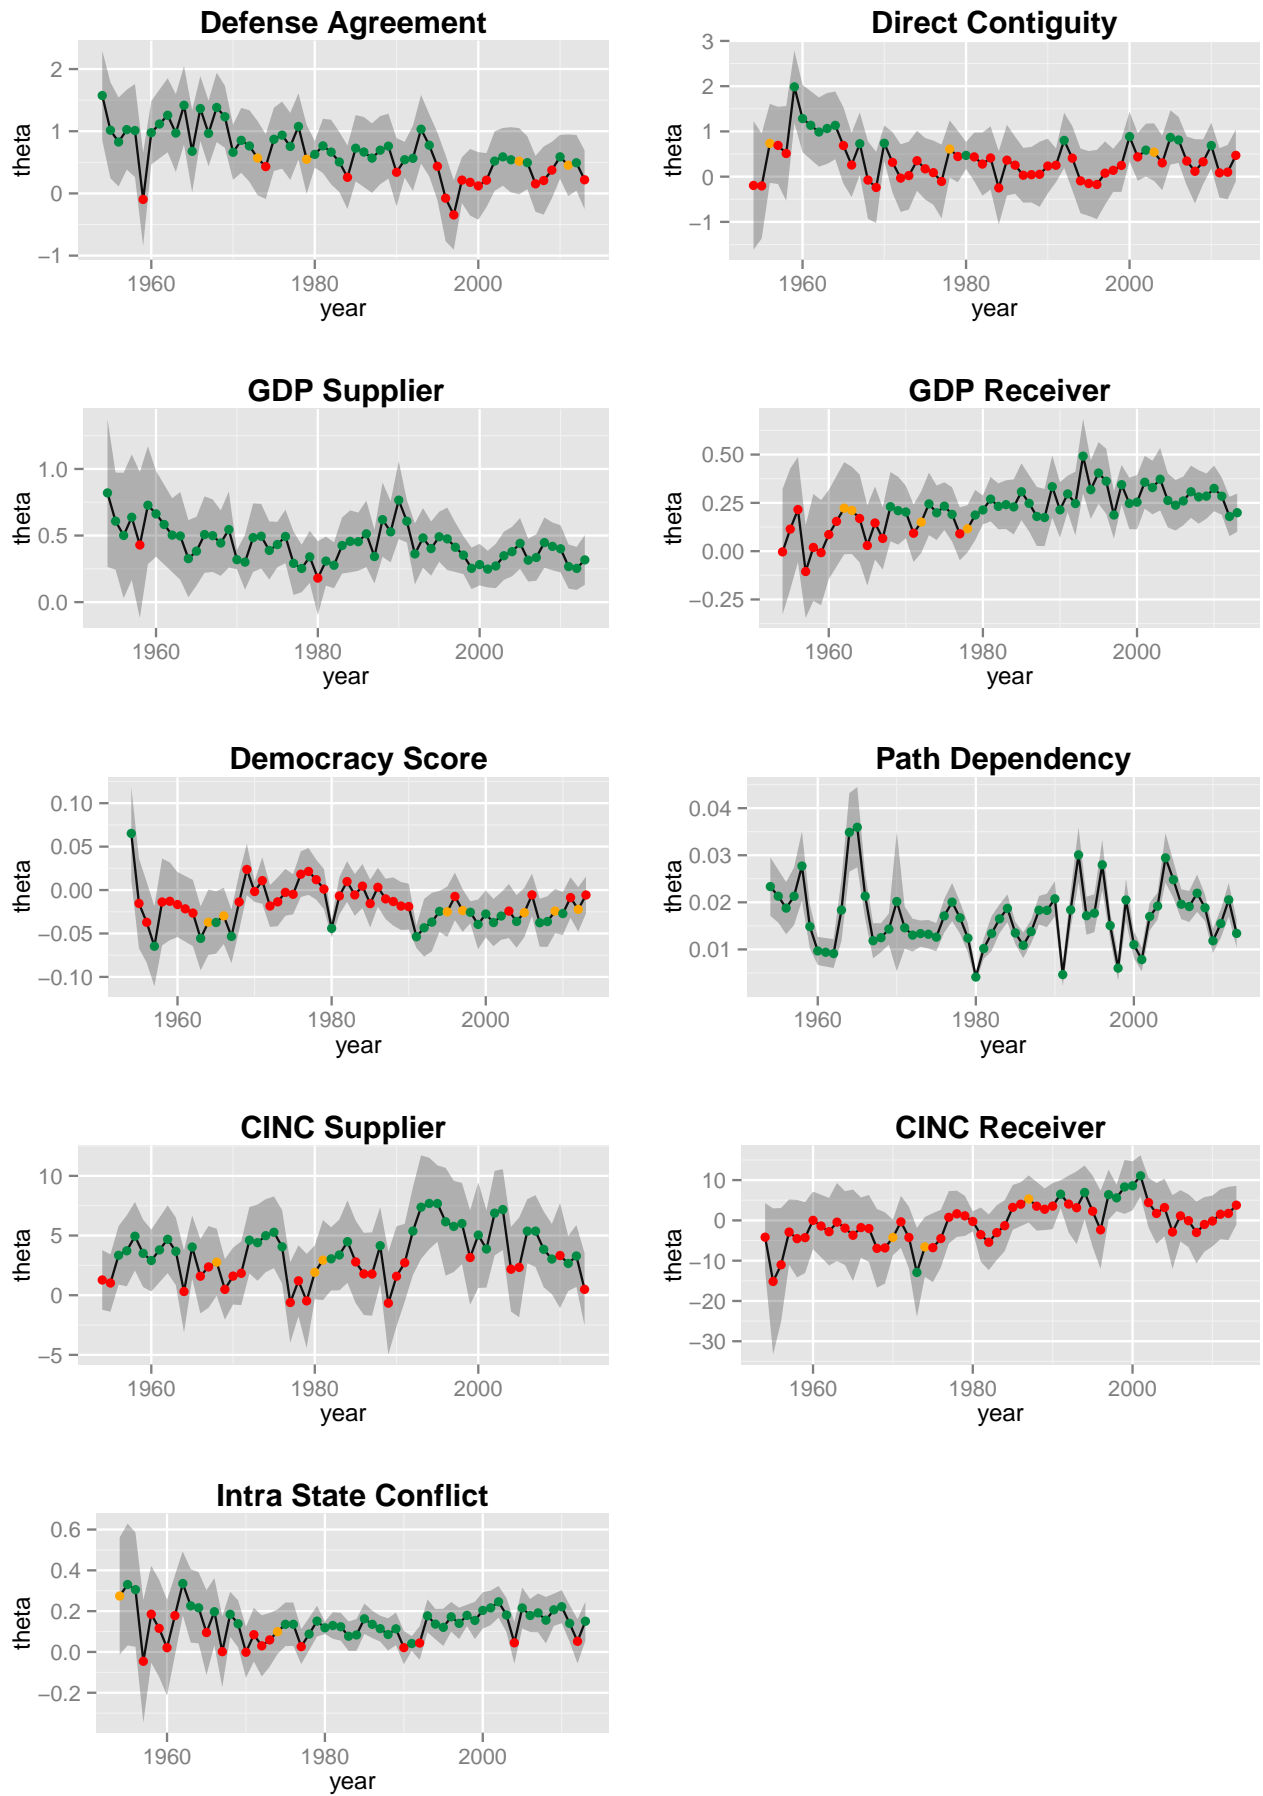 Defense Agreement
2
1
0
−1
theta
1960
1980
2000
year
Direct Contiguity
3
2
1
0
−1
theta
1960
1980
2000
year
GDP Supplier
1.0
0.5
0.0
theta
1960
1980
2000
year
GDP Receiver
0.50
0.25
0.00
−0.25
theta
1960
1980
2000
year
Democracy Score
0.10
0.05
0.00
−0.05
−0.10
theta
1960
1980
2000
year
Path Dependency
0.04
0.03
0.02
0.01
theta
1960
1980
2000
year
CINC Supplier
10
5
0
−5
theta
1960
1980
2000
year
CINC Receiver
10
0
−10
−20
−30
theta
1960
1980
2000
year
Intra State Conflict
0.6
0.4
0.2
0.0
−0.2
theta
1960
1980
2000
year